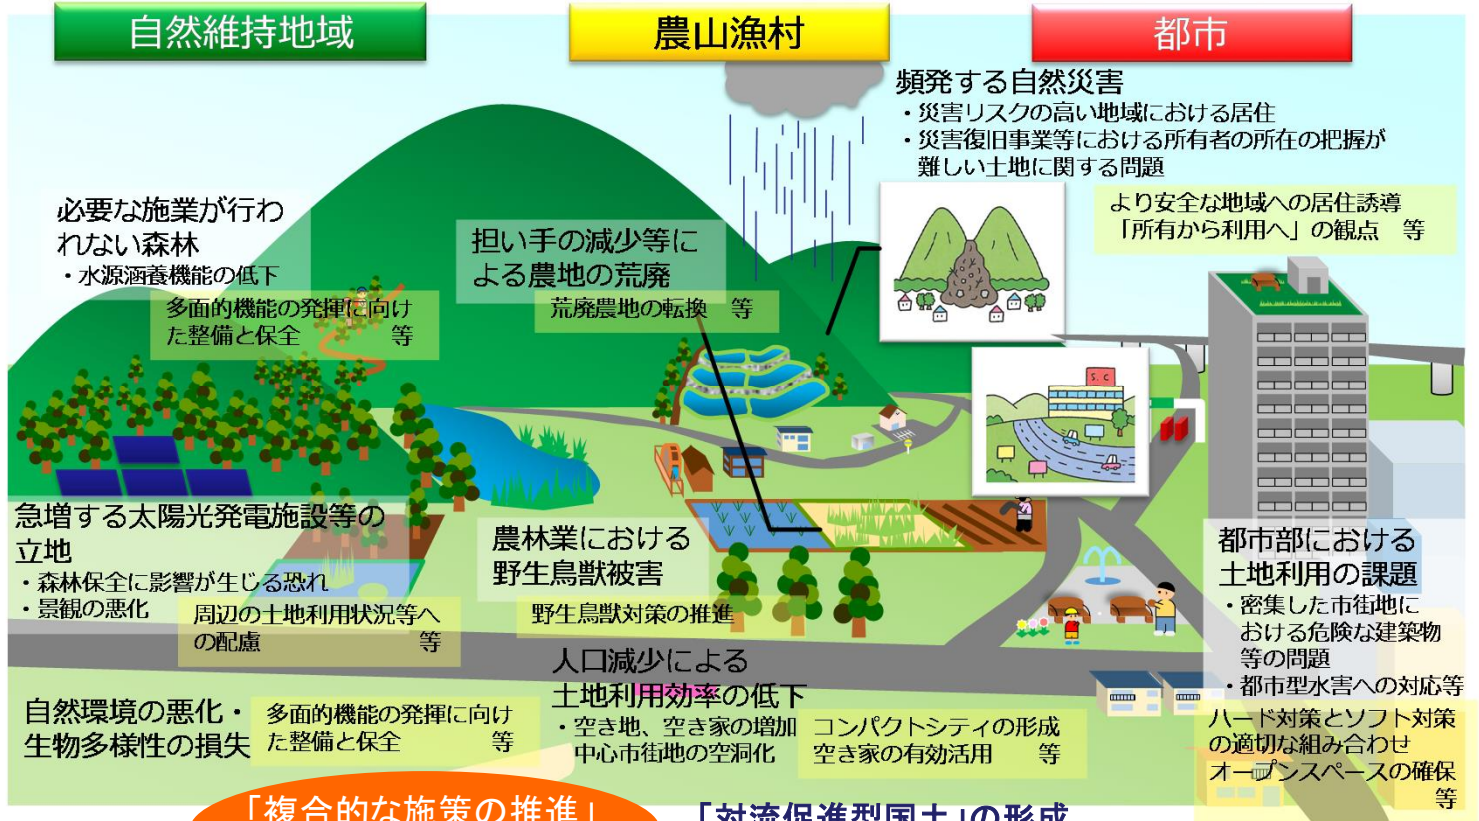 自然維持地域
農山漁村
都市
頻発する自然災害
・災害リスクの高い地域における居住
・災害復旧事業等における所有者の所在の把握が
難しい土地に関する問題
より安全な地域への居住誘導
「所有から利用へ」の観点　等
必要な施業が行わ
れない森林
・水源涵養機能の低下
多面的機能の発揮に向け
た整備と保全　等
担い手の減少等に
よる農地の荒廃
荒廃農地の転換　等
S.C
急増する太陽光発電施設等の
立地
・森林保全に影響が生じる恐れ
・景観の悪化
周辺の土地利用状況等へ
の配慮　等
農林業における
野生鳥獣被害
野生鳥獣対策の推進
都市部における
土地利用の課題
・密集した市街地に
おける危険な建築物
等の問題
・都市型水害への対応等
ハード対策とソフト対策
の適切な組み合わせ
オープンスペースの確保
等
人口減少による
土地利用効率の低下
・空き地、空き家の増加
中心市街地の空洞化
コンパクトシティの形成
空き家の有効活用　等
自然環境の悪化・
生物多様性の損失
多面的機能の発揮に向け
た整備と保全　等
「複合的な施策の推進」
「対流促進型国土」の形成